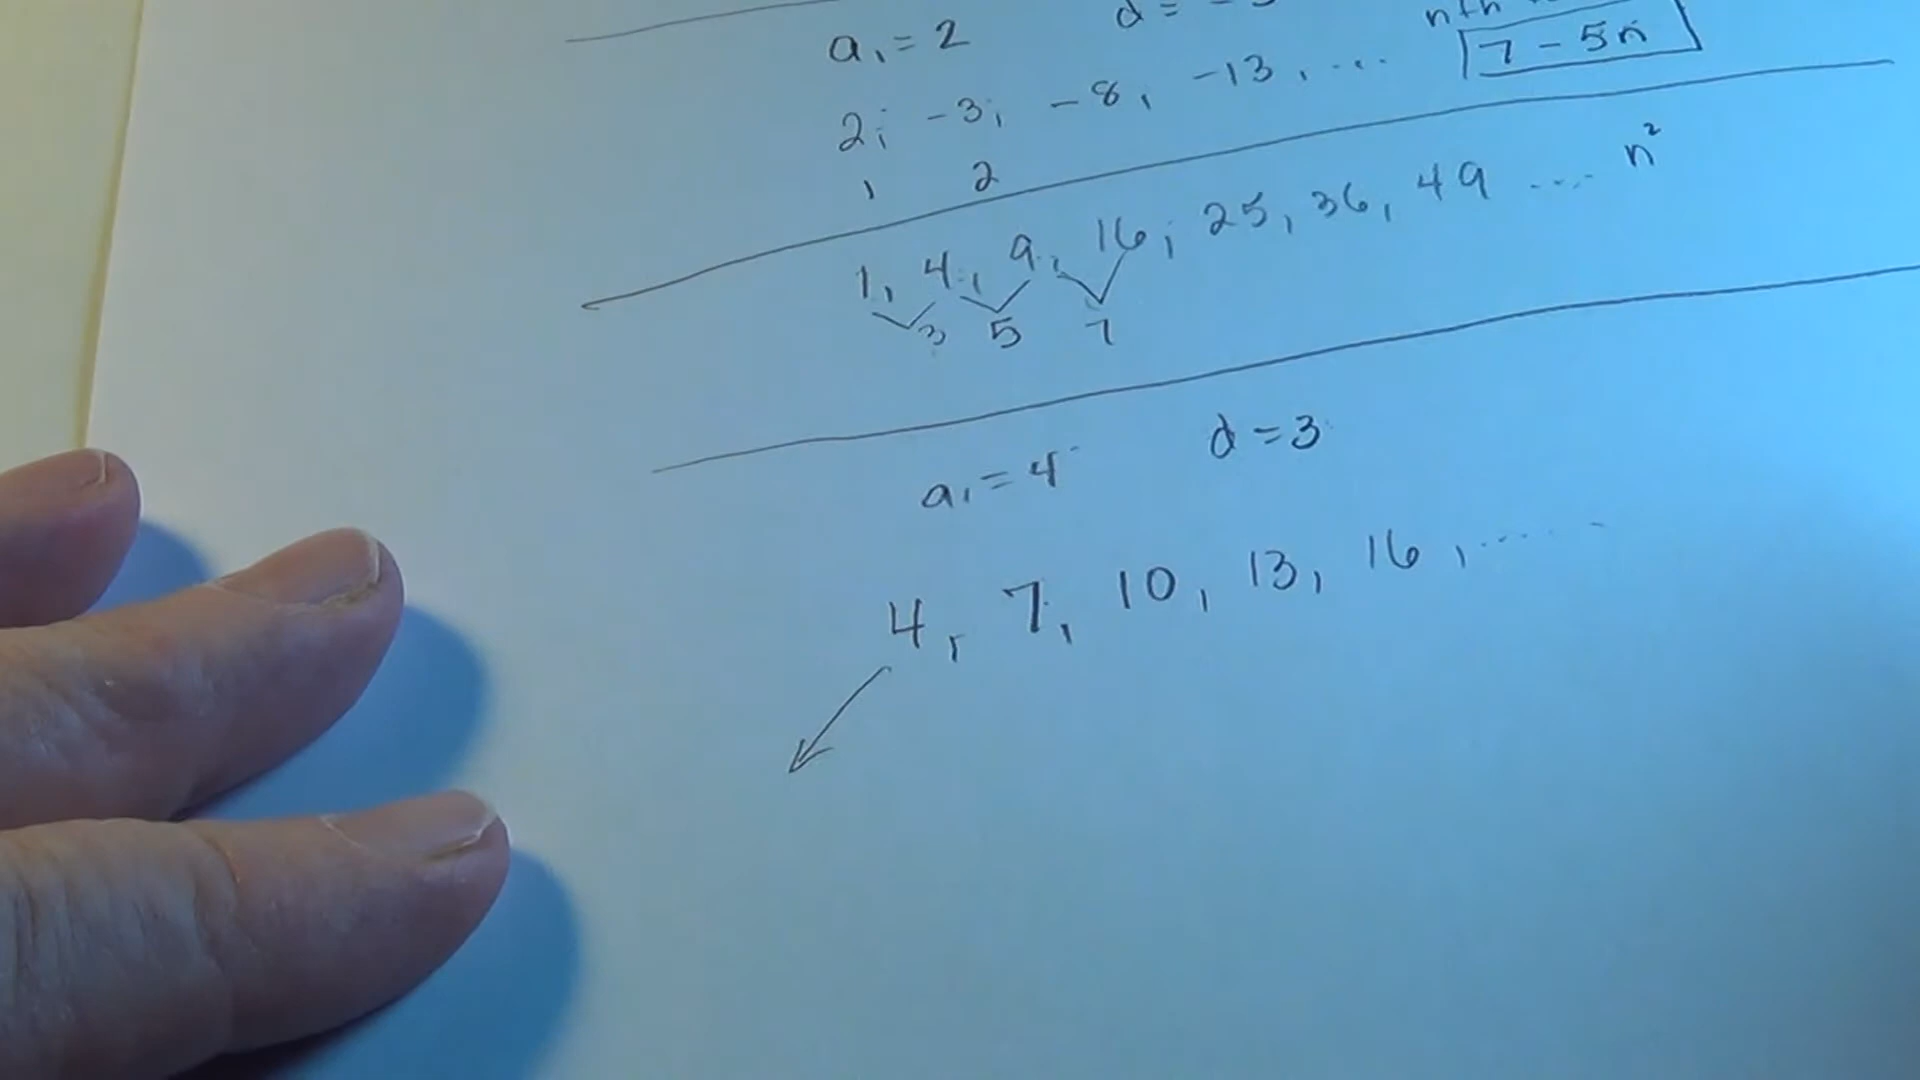 a₁ = 2 d = - nth
7 - 5n
2, -3, -8, -13, ...
1 2
1, 4, 9, 16, 25, 36, 49 .... n²
3 5 7
a₁ = 4 d = 3
4, 7, 10, 13, 16, ......